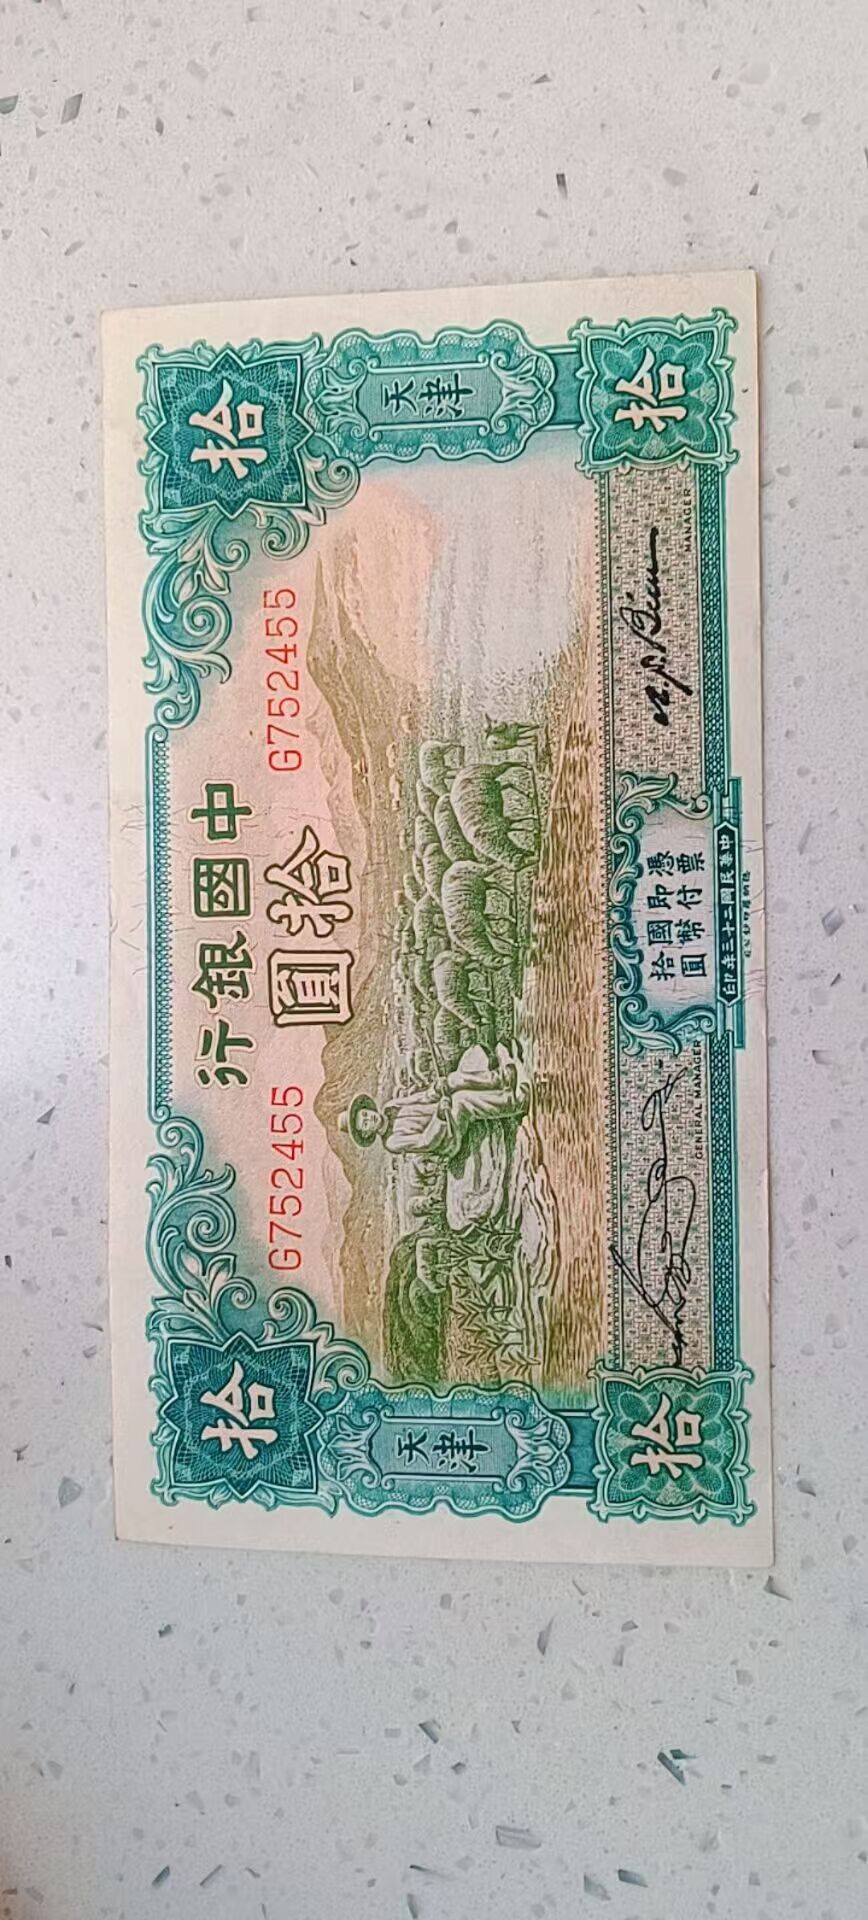 中國銀行
拾
拾
G752455
G752455
拾圓
天津
天津
憑票
即付
國幣
拾圓
GENERAL MANAGER
MANAGER
拾
拾
中華民國二十三年印